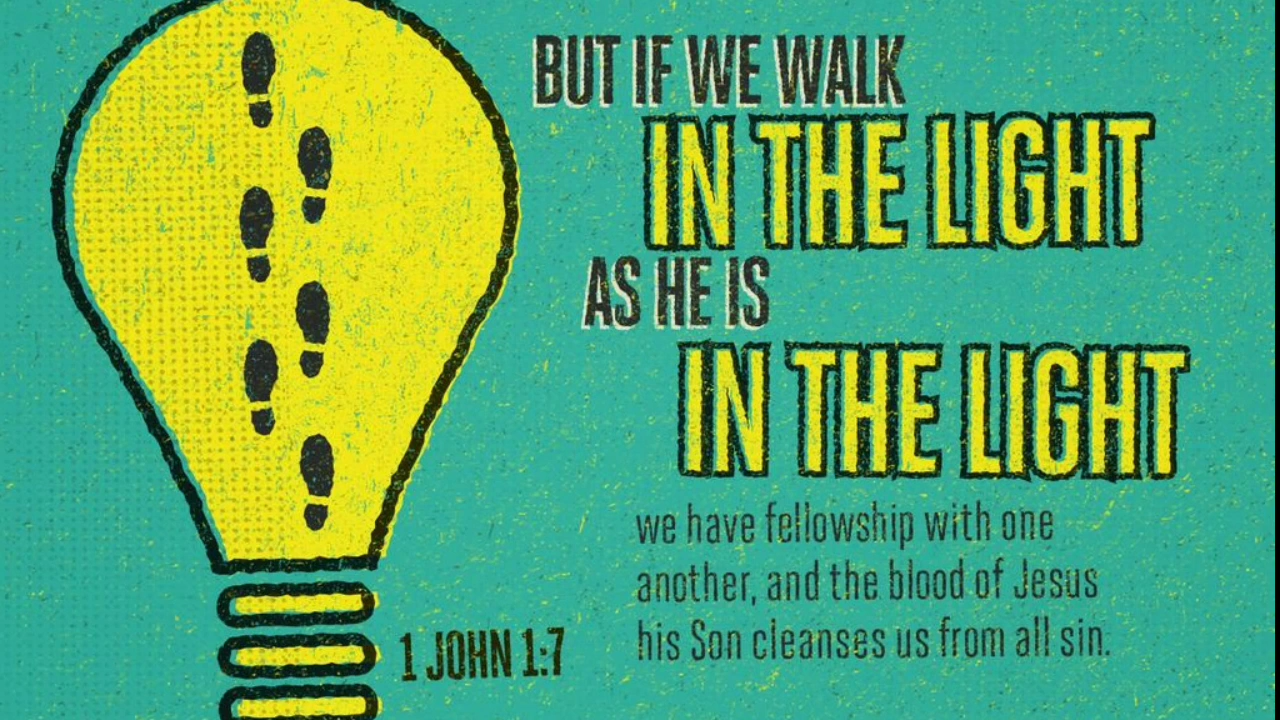 BUT IF WE WALK
IN THE LIGHT
AS HE IS
IN THE LIGHT
we have fellowship with one
another, and the blood of Jesus
his Son cleanses us from all sin.
1 JOHN 1:7